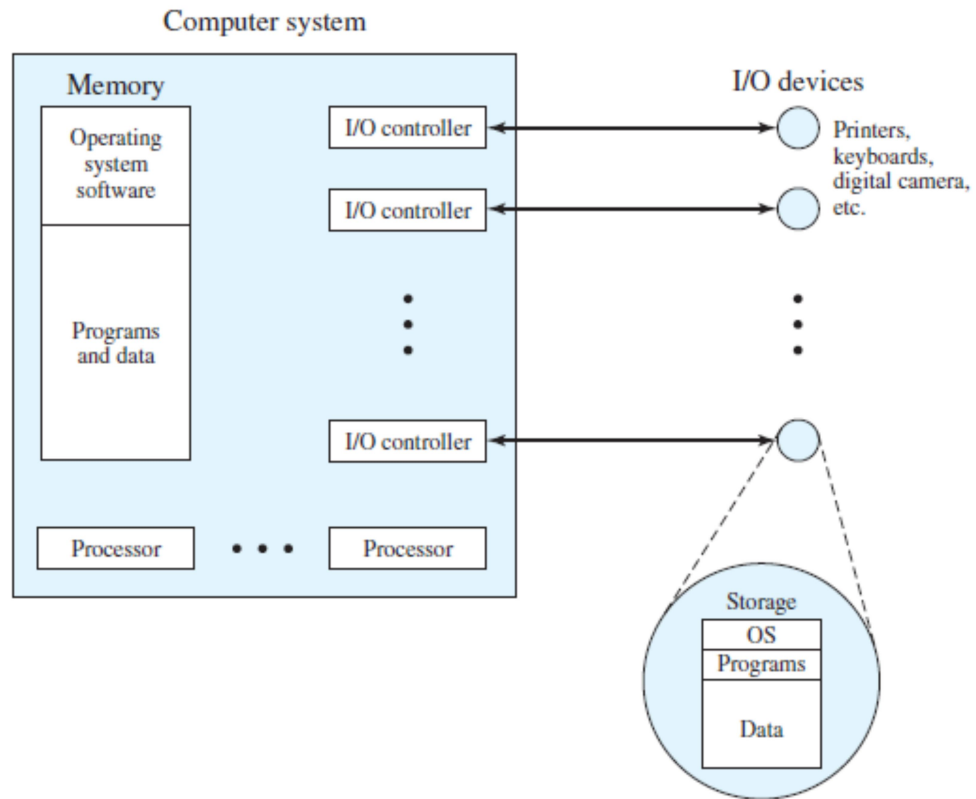 Computer system
Memory
Operating
system
software
Programs
and data
I/O controller
I/O controller
I/O controller
Processor
Processor
I/O devices
Printers,
keyboards,
digital camera,
etc.
Storage
OS
Programs
Data